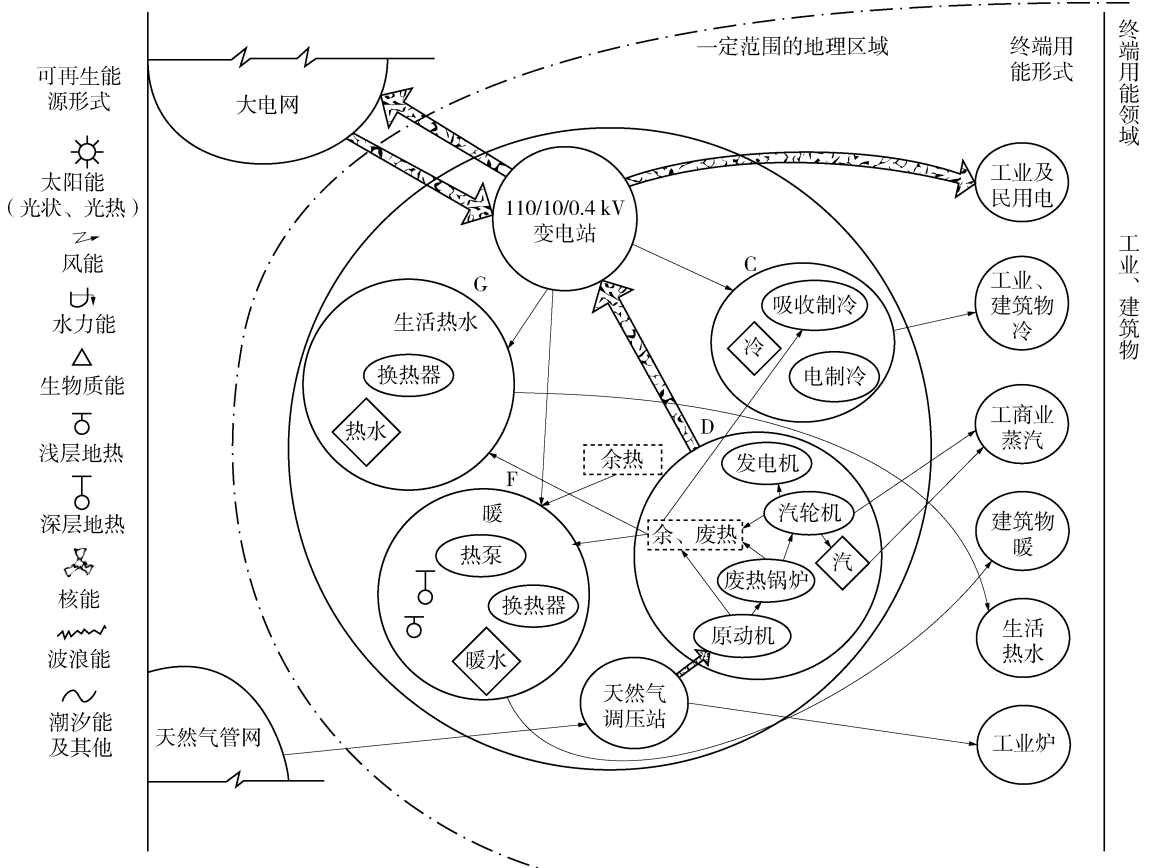 可再生能
源形式
太阳能
（光状、光热）
风能
水力能
生物质能
浅层地热
深层地热
核能
波浪能
潮汐能
及其他
大电网
天然气管网
一定范围的地理区域
终端用
能形式
终端用能领域
工业、建筑物
110/10/0.4 kV
变电站
G
生活热水
换热器
热水
C
吸收制冷
冷
电制冷
余热
F
暖
热泵
换热器
暖水
D
发电机
汽轮机
余、废热
汽
废热锅炉
原动机
天然气
调压站
工业及
民用电
工业、
建筑物
冷
工商业
蒸汽
建筑物
暖
生活
热水
工业炉